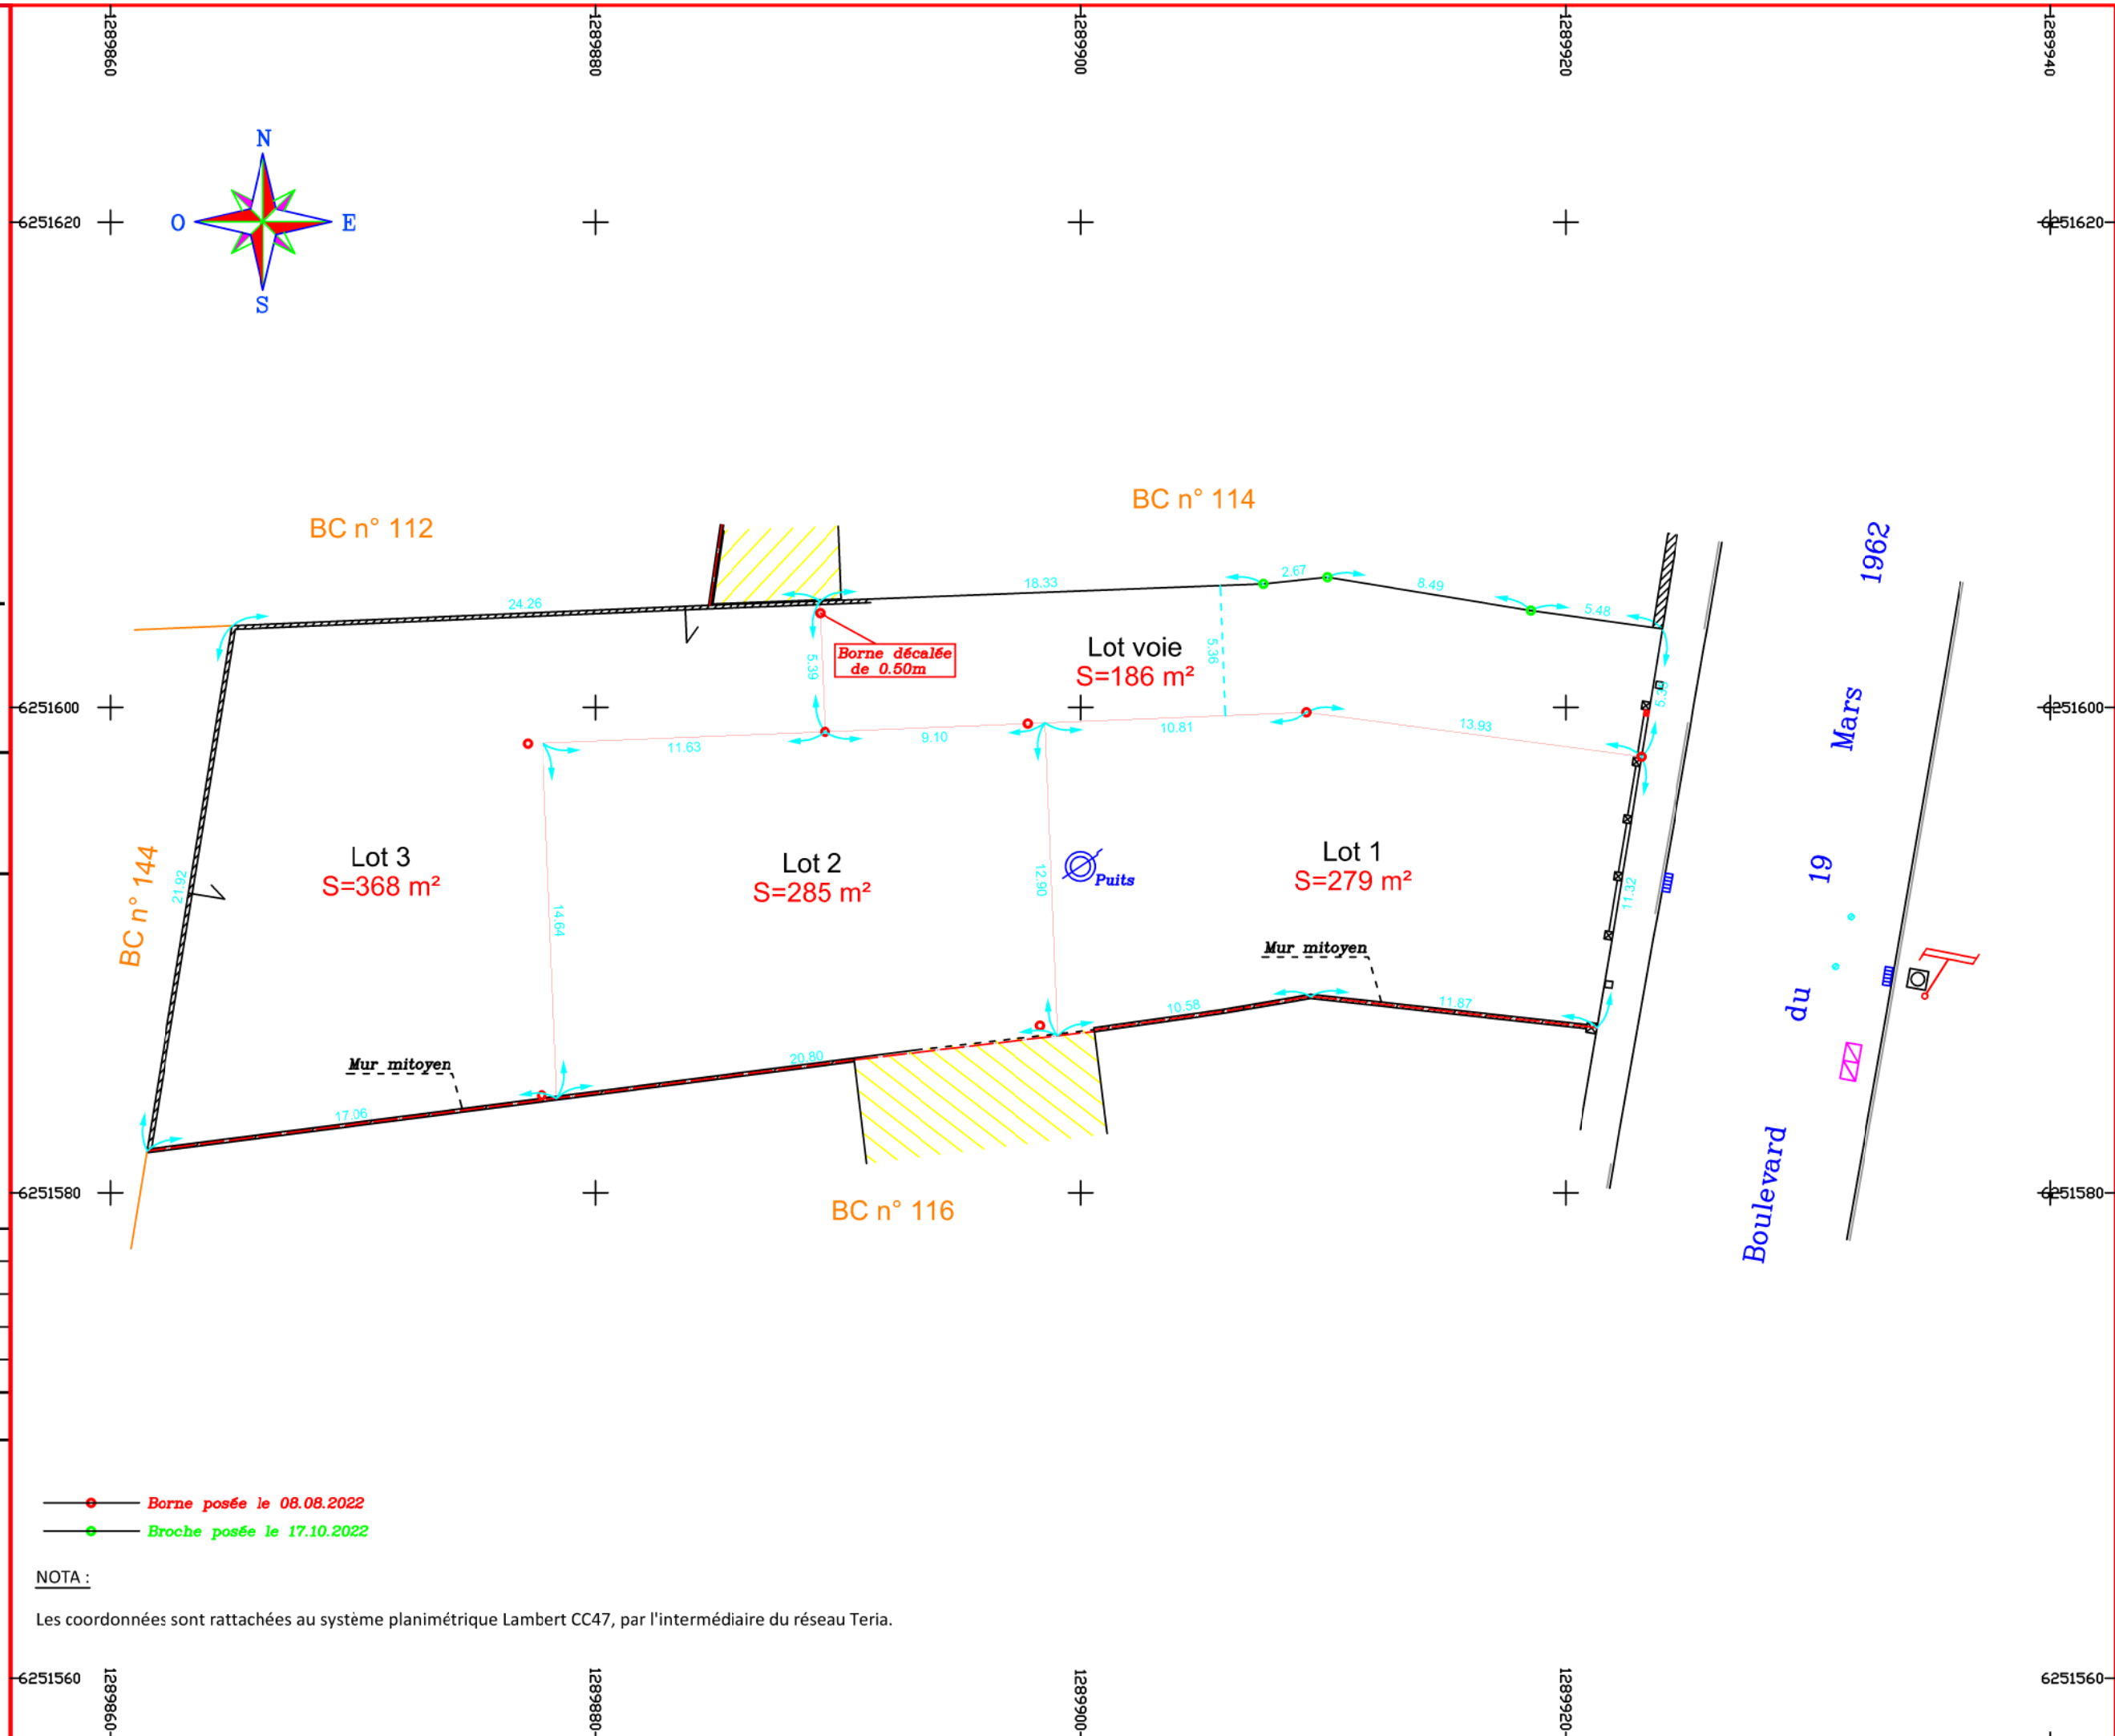 1289860
1289880
1289900
1289920
1289940
N
O
E
S
6251620
6251620
BC n° 114
BC n° 112
1962
24.26
18.33
2.67
8.49
5.48
Borne décalée
de 0.50m
5.39
Lot voie
S=186 m²
5.36
Mars
6251600
6251600
11.63
9.10
10.81
13.93
BC n° 144
21.92
Lot 3
S=368 m²
14.64
Lot 2
S=285 m²
12.90
Puits
Lot 1
S=279 m²
11.32
19
Mur mitoyen
10.58
11.87
du
Mur mitoyen
17.06
20.80
Boulevard
6251580
6251580
BC n° 116
Borne posée le 08.08.2022
Broche posée le 17.10.2022
NOTA :
Les coordonnées sont rattachées au système planimétrique Lambert CC47, par l'intermédiaire du réseau Teria.
6251560
6251560
1289860
1289880
1289900
1289920